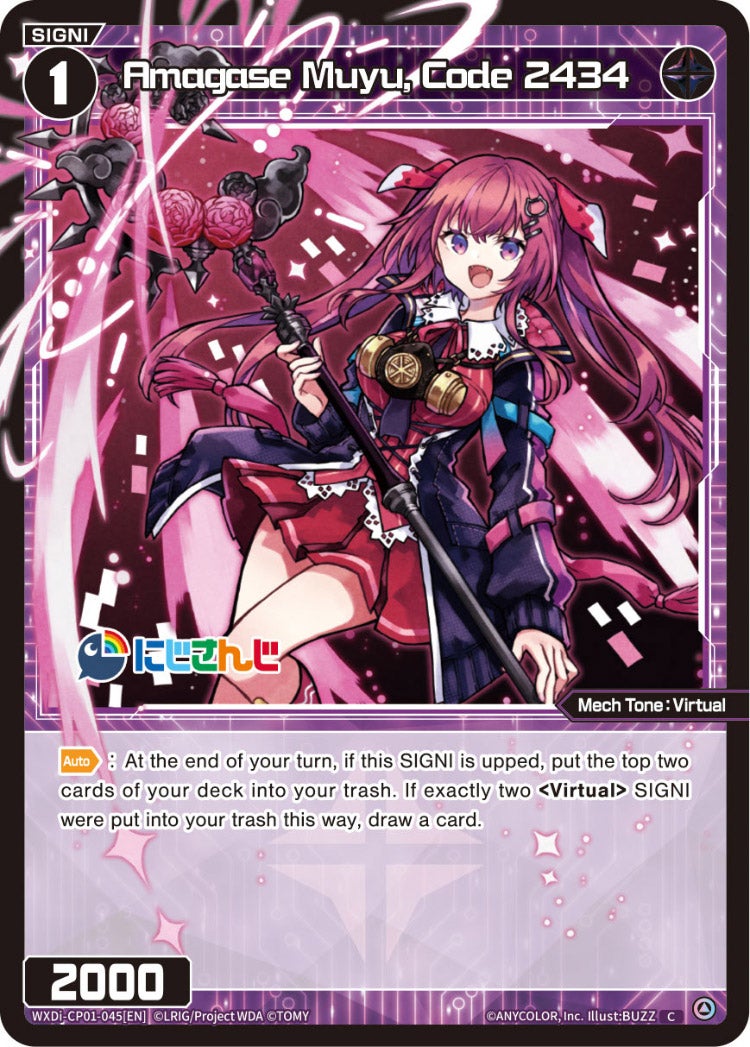 SIGNI
1
Amagase Muyu, Code 2434
にじさんじ
Mech Tone:Virtual
Auto : At the end of your turn, if this SIGNI is upped, put the top two
cards of your deck into your trash. If exactly two <Virtual> SIGNI
were put into your trash this way, draw a card.
2000
WXDi-CP01-045[EN] ©LRIG/Project WDA ©TOMY ©ANYCOLOR, Inc. Illust:BUZZ C